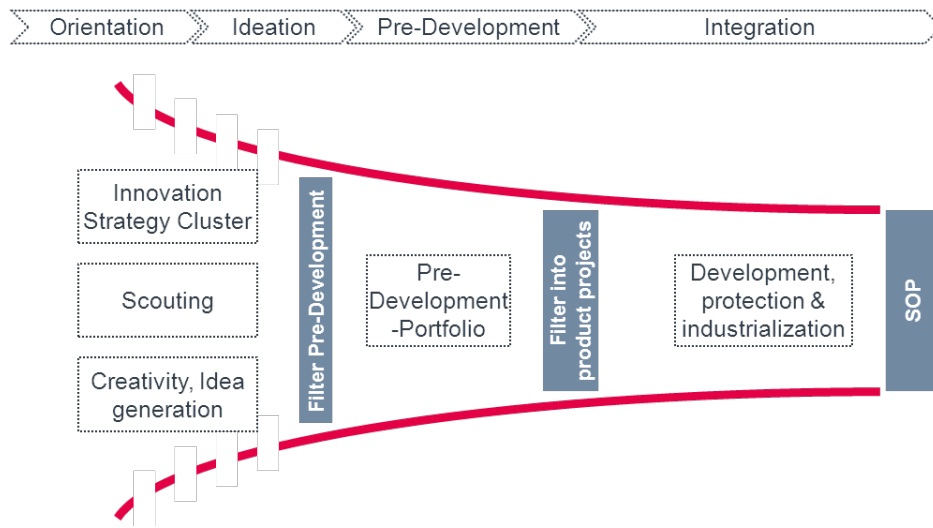 Orientation
Ideation
Pre-Development
Integration
Innovation
Strategy Cluster
Scouting
Creativity, Idea
generation
Filter Pre-Development
Pre-
Development
-Portfolio
Filter into
product projects
Development,
protection &
industrialization
SOP